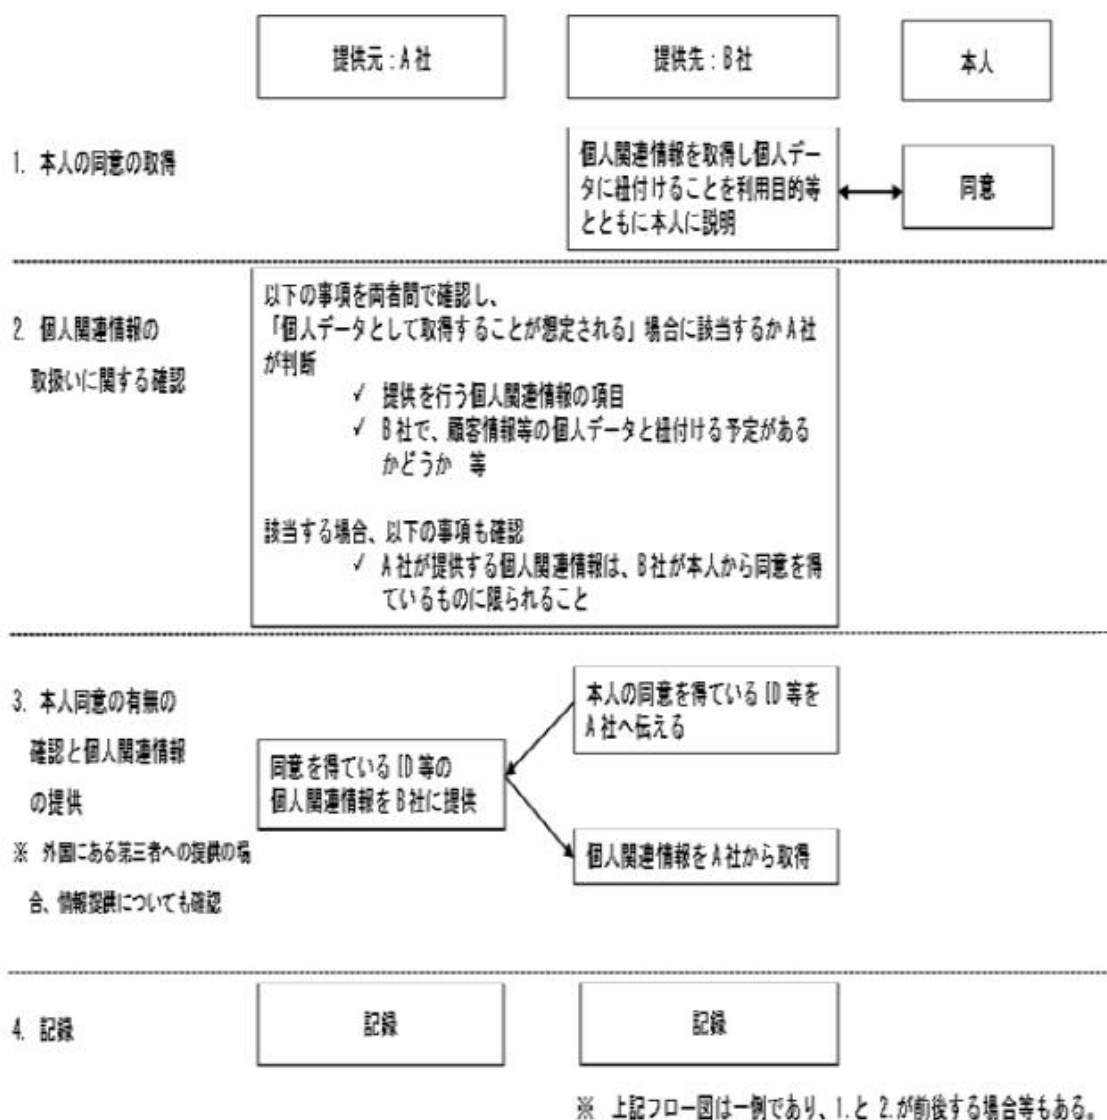 提供元：A社
提供先：B社
本人
1. 本人の同意の取得
個人関連情報を取得し個人デー
タに紐付けることを利用目的等
とともに本人に説明
同意
2. 個人関連情報の
取扱いに関する確認
以下の事項を両者間で確認し、
「個人データとして取得することが想定される」場合に該当するかA社
が判断
✓ 提供を行う個人関連情報の項目
✓ B社で、顧客情報等の個人データと紐付ける予定がある
かどうか 等
該当する場合、以下の事項も確認
✓ A社が提供する個人関連情報は、B社が本人から同意を得
ているものに限られること
3. 本人同意の有無の
確認と個人関連情報
の提供
※ 外国にある第三者への提供の場
合、情報提供についても確認
本人の同意を得ているID等を
A社へ伝える
同意を得ているID等の
個人関連情報をB社に提供
個人関連情報をA社から取得
4. 記録
記録
記録
※ 上記フロー図は一例であり、1.と2.が前後する場合等もある。